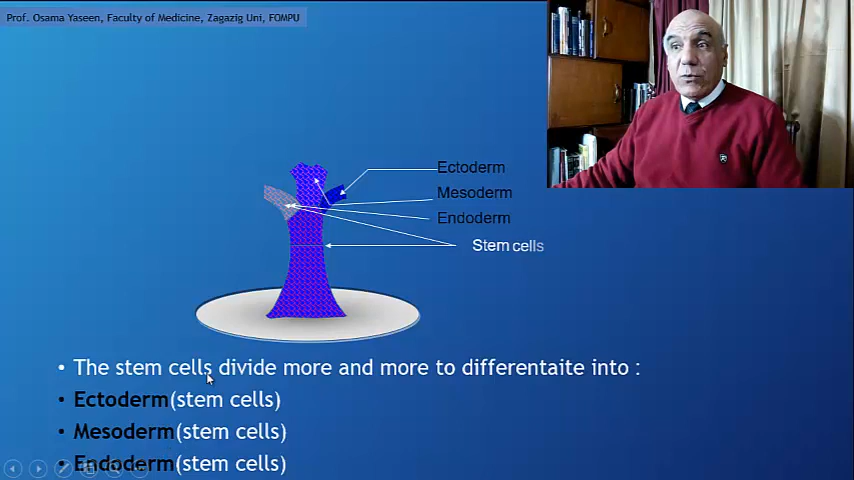 Prof. Osama Yaseen, Faculty of Medicine, Zagazig Uni, FOMPU
Ectoderm
Mesoderm
Endoderm
Stem cells
• The stem cells divide more and more to differentaite into :
• Ectoderm(stem cells)
• Mesoderm(stem cells)
• Endoderm(stem cells)